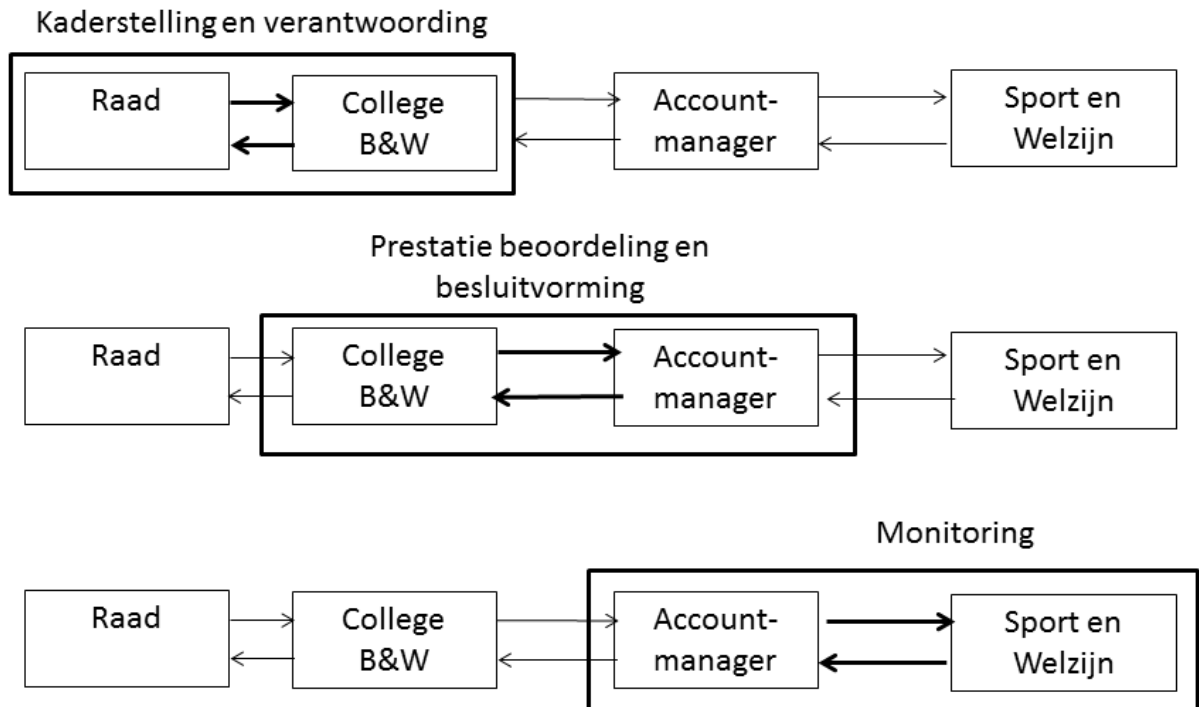 Kaderstelling en verantwoording
Raad
College
B&W
Account-
manager
Sport en
Welzijn
Prestatie beoordeling en
besluitvorming
Raad
College
B&W
Account-
manager
Sport en
Welzijn
Monitoring
Raad
College
B&W
Account-
manager
Sport en
Welzijn